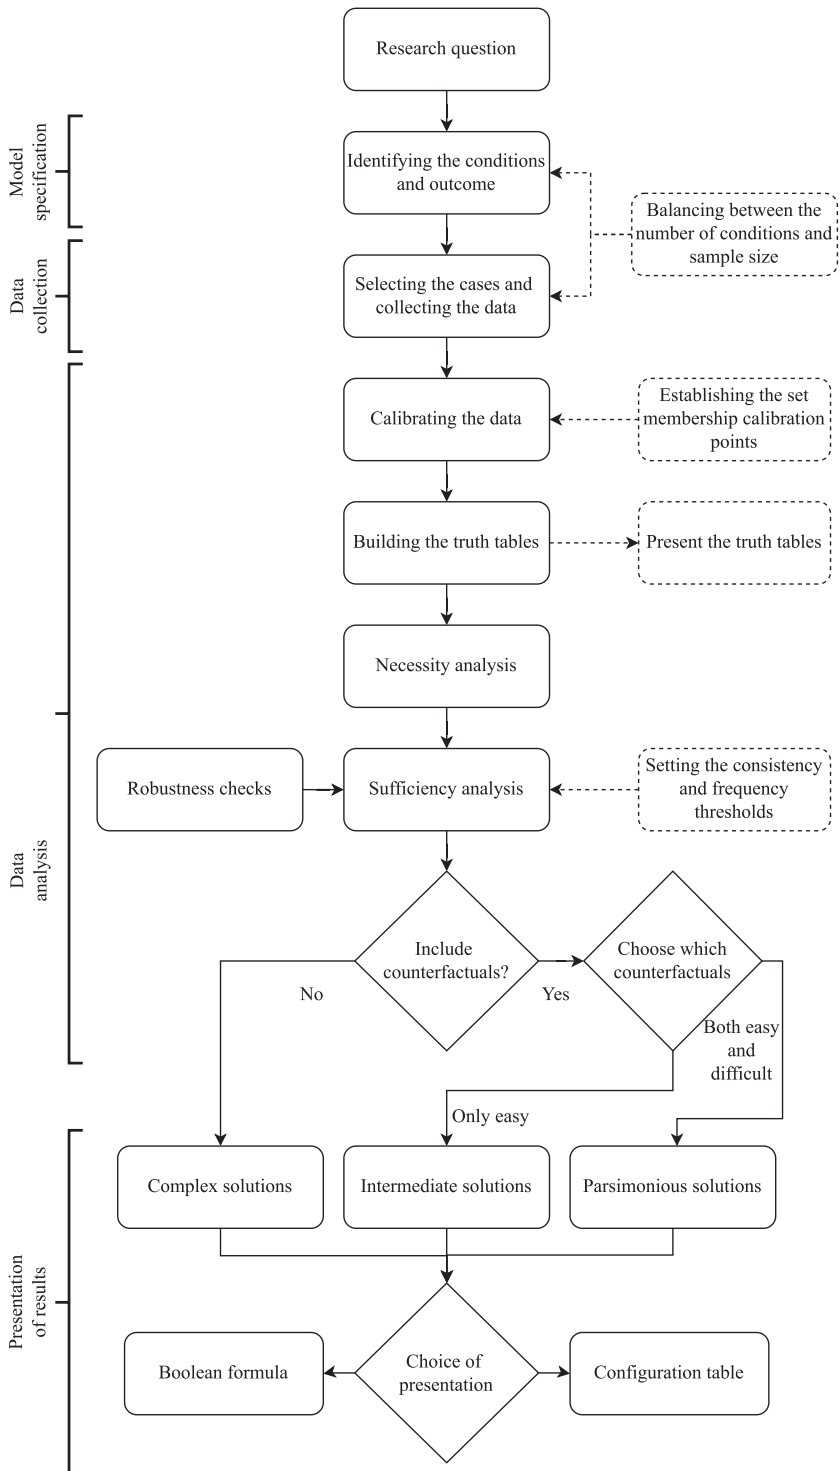 Research question
Model
specification
Identifying the conditions
and outcome
Balancing between the
number of conditions and
sample size
Data
collection
Selecting the cases and
collecting the data
Calibrating the data
Establishing the set
membership calibration
points
Building the truth tables
Present the truth tables
Necessity analysis
Data
analysis
Robustness checks
Sufficiency analysis
Setting the consistency
and frequency
thresholds
Include
counterfactuals?
Choose which
counterfactuals
No
Yes
Both easy
and
difficult
Only easy
Complex solutions
Intermediate solutions
Parsimonious solutions
Presentation
of results
Boolean formula
Choice of
presentation
Configuration table